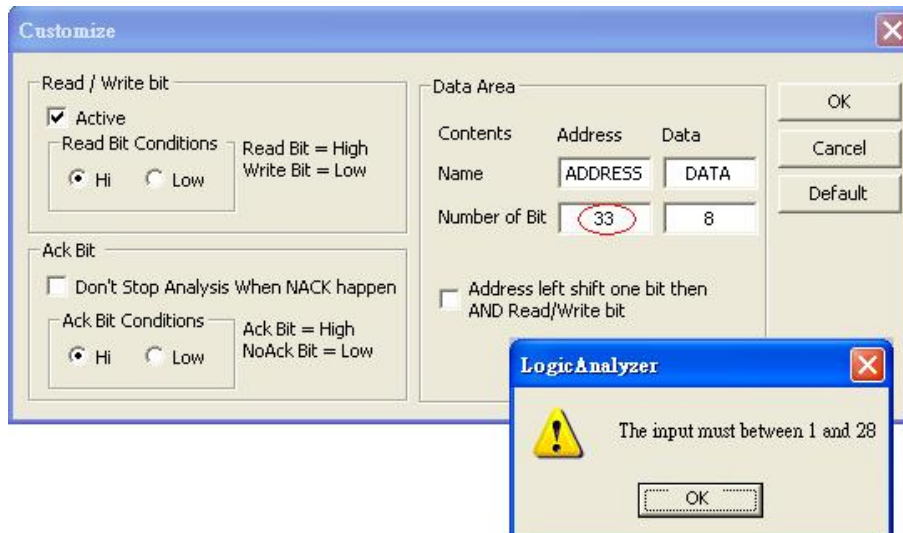 Customize
Read / Write bit
Active
Read Bit Conditions
Hi
Low
Read Bit = High
Write Bit = Low
Ack Bit
Don't Stop Analysis When NACK happen
Ack Bit Conditions
Hi
Low
Ack Bit = High
NoAck Bit = Low
Data Area
Contents Address Data
Name ADDRESS DATA
Number of Bit 33 8
Address left shift one bit then
AND Read/Write bit
OK
Cancel
Default
LogicAnalyzer
The input must between 1 and 28
OK